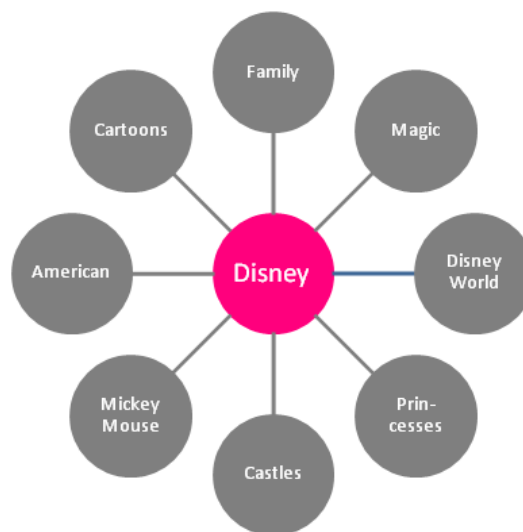 Family
Cartoons
Magic
American
Disney
Disney
World
Mickey
Mouse
Prin-
cesses
Castles